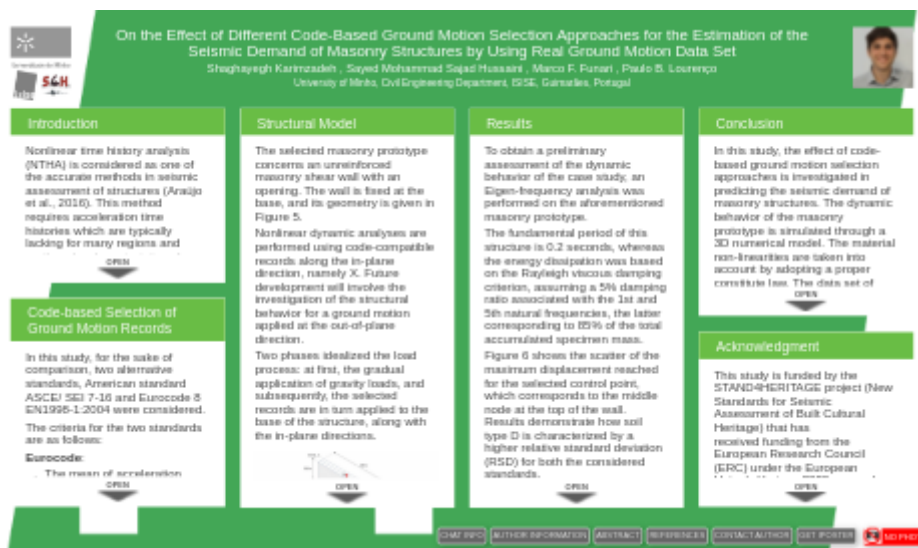 On the Effect of Different Code-Based Ground Motion Selection Approaches for the Estimation of the
Seismic Demand of Masonry Structures by Using Real Ground Motion Data Set
Shaghayegh Karimzadeh , Sayed Mohammad Sajad Hussaini , Marco F. Funari , Paulo B. Lourenço
University of Minho, Civil Engineering Department, ISISE, Guimarães, Portugal
Introduction
Nonlinear time history analysis
(NTHA) is considered as one of
the accurate methods in seismic
assessment of structures (Araújo
et al., 2016). This method
requires acceleration time
histories which are typically
lacking for many regions and
OPEN
Code-based Selection of
Ground Motion Records
In this study, for the sake of
comparison, two alternative
standards, American standard
ASCE/ SEI 7-16 and Eurocode 8
EN1998-1:2004 were considered.
The criteria for the two standards
are as follows:
Eurocode:
The mean of acceleration
OPEN
Structural Model
The selected masonry prototype
concerns an unreinforced
masonry shear wall with an
opening. The wall is fixed at the
base, and its geometry is given in
Figure 5.
Nonlinear dynamic analyses are
performed using code-compatible
records along the in-plane
direction, namely X. Future
development will involve the
investigation of the structural
behavior for a ground motion
applied at the out-of-plane
direction.
Two phases idealized the load
process: at first, the gradual
application of gravity loads, and
subsequently, the selected
records are in turn applied to the
base of the structure, along with
the in-plane directions.
OPEN
Results
To obtain a preliminary
assessment of the dynamic
behavior of the case study, an
Eigen-frequency analysis was
performed on the aforementioned
masonry prototype.
The fundamental period of this
structure is 0.2 seconds, whereas
the energy dissipation was based
on the Rayleigh viscous damping
criterion, assuming a 5% damping
ratio associated with the 1st and
5th natural frequencies, the latter
corresponding to 85% of the total
accumulated specimen mass.
Figure 6 shows the scatter of the
maximum displacement reached
for the selected control point,
which corresponds to the middle
node at the top of the wall.
Results demonstrate how soil
type D is characterized by a
higher relative standard deviation
(RSD) for both the considered
standards.
OPEN
Conclusion
In this study, the effect of code-
based ground motion selection
approaches is investigated in
predicting the seismic demand of
masonry structures. The dynamic
behavior of the masonry
prototype is simulated through a
3D numerical model. The material
non-linearities are taken into
account by adopting a proper
constitute law. The data set of
OPEN
Acknowledgment
This study is funded by the
STAND4HERITAGE project (New
Standards for Seismic
Assessment of Built Cultural
Heritage) that has
received funding from the
European Research Council
(ERC) under the European
OPEN
CHAT INFO
AUTHOR INFORMATION
ABSTRACT
REFERENCES
CONTACT AUTHOR
GET IPOSTER
NO PHO